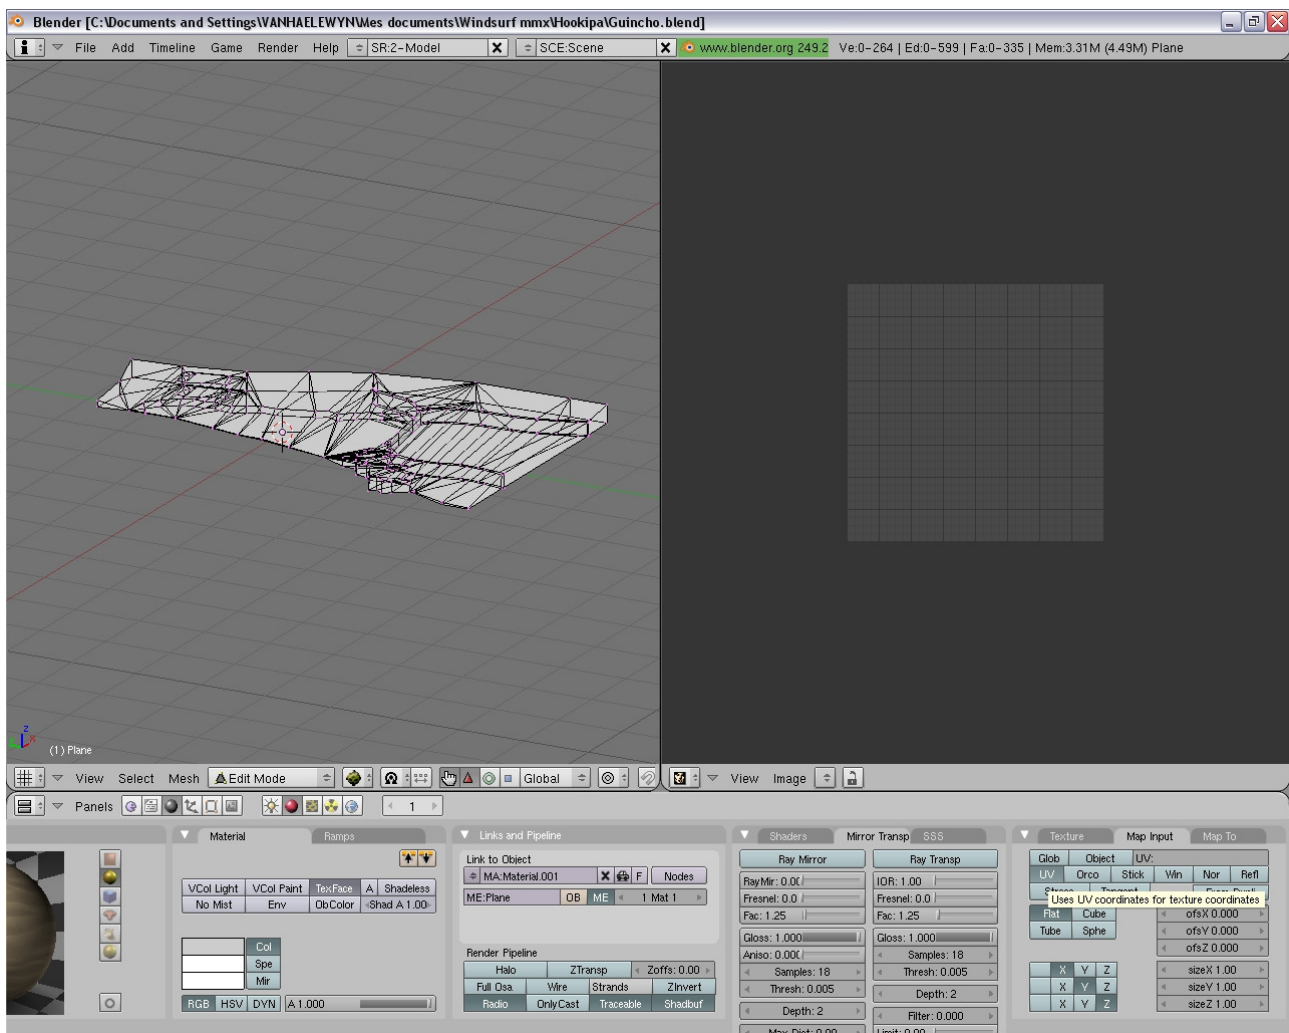 Blender [C:\Documents and Settings\VANHAELEWYN\Mes documents\Windsurf mmx\Hookipa\Guincho.blend]
File Add Timeline Game Render Help SR:2-Model X SCE:Scene X www.blender.org 249.2 Ve:0-264 | Ed:0-599 | Fa:0-335 | Mem:3.31M (4.49M) Plane
z
x
(1) Plane
View Select Mesh Edit Mode Global
View Image
Panels 1
Material Ramps
VCol Light VCol Paint TexFace A Shadeless
No Mist Env ObColor Shad A 1.00
Col
Spe
Mir
RGB HSV DYN A 1.000
Links and Pipeline
Link to Object
MA:Material.001 X F Nodes
ME:Plane OB ME 1 Mat 1
Render Pipeline
Halo ZTransp Zoffs: 0.00
Full Osa Wire Strands ZInvert
Radio OnlyCast Traceable Shadbuf
Shaders Mirror Transp SSS
Ray Mirror
RayMir: 0.00
Fresnel: 0.0
Fac: 1.25
Gloss: 1.000
Aniso: 0.000
Samples: 18
Thresh: 0.005
Depth: 2
Max Dist: 0.00
Ray Transp
IOR: 1.00
Fresnel: 0.0
Fac: 1.25
Gloss: 1.000
Samples: 18
Thresh: 0.005
Depth: 2
Filter: 0.000
Limit: 0.00
Texture Map Input Map To
Glob Object UV:
UV Orco Stick Win Nor Refl
Uses UV coordinates for texture coordinates
Flat Cube
Tube Sphe
ofsX 0.000
ofsY 0.000
ofsZ 0.000
X Y Z
X Y Z
X Y Z
sizeX 1.00
sizeY 1.00
sizeZ 1.00